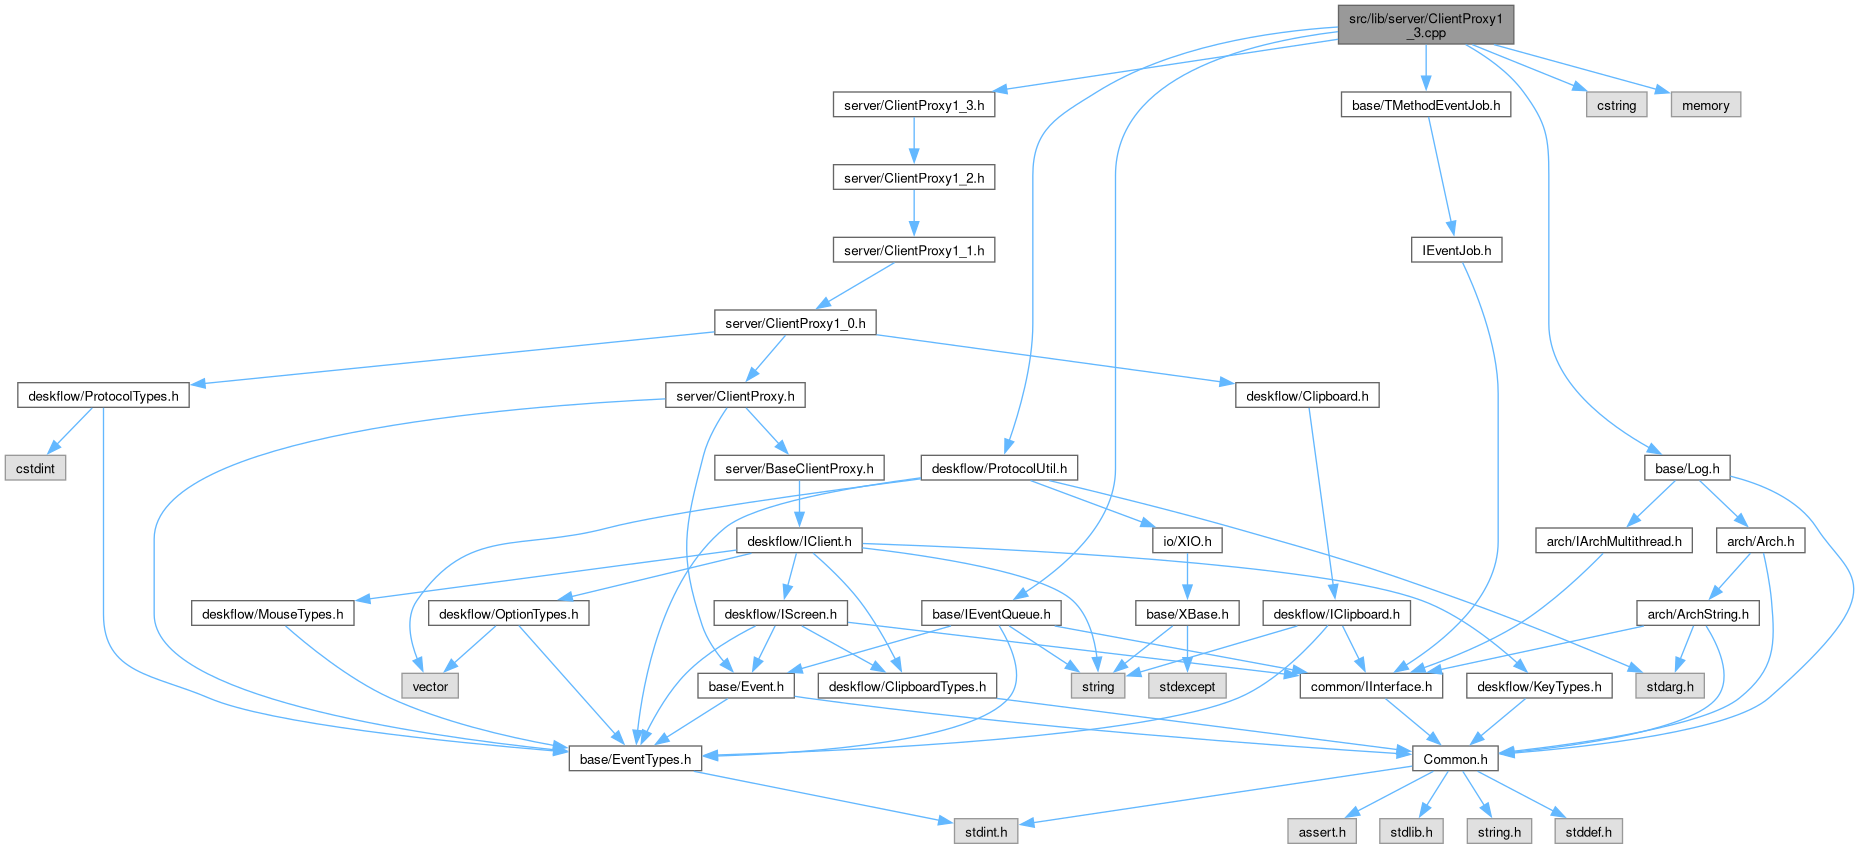 src/lib/server/ClientProxy1
_3.cpp
server/ClientProxy1_3.h
base/TMethodEventJob.h
cstring
memory
server/ClientProxy1_2.h
server/ClientProxy1_1.h
IEventJob.h
server/ClientProxy1_0.h
deskflow/ProtocolTypes.h
server/ClientProxy.h
deskflow/Clipboard.h
cstdint
server/BaseClientProxy.h
deskflow/ProtocolUtil.h
base/Log.h
deskflow/IClient.h
io/XIO.h
arch/IArchMultithread.h
arch/Arch.h
deskflow/MouseTypes.h
deskflow/OptionTypes.h
deskflow/IScreen.h
base/IEventQueue.h
base/XBase.h
deskflow/IClipboard.h
arch/ArchString.h
vector
base/Event.h
deskflow/ClipboardTypes.h
string
stdexcept
common/IInterface.h
deskflow/KeyTypes.h
stdarg.h
base/EventTypes.h
Common.h
stdint.h
assert.h
stdlib.h
string.h
stddef.h